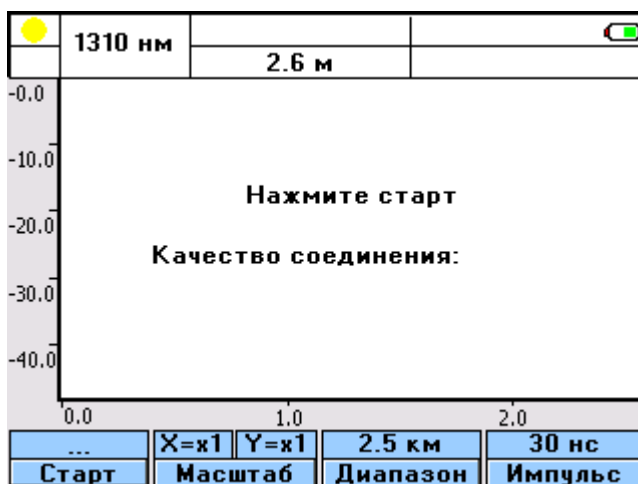 1310 нм
2.6 м
-0.0
-10.0
-20.0
-30.0
-40.0
Нажмите старт
Качество соединения:
0.0 1.0 2.0
... X=x1 Y=x1 2.5 км 30 нс
Старт Масштаб Диапазон Импульс